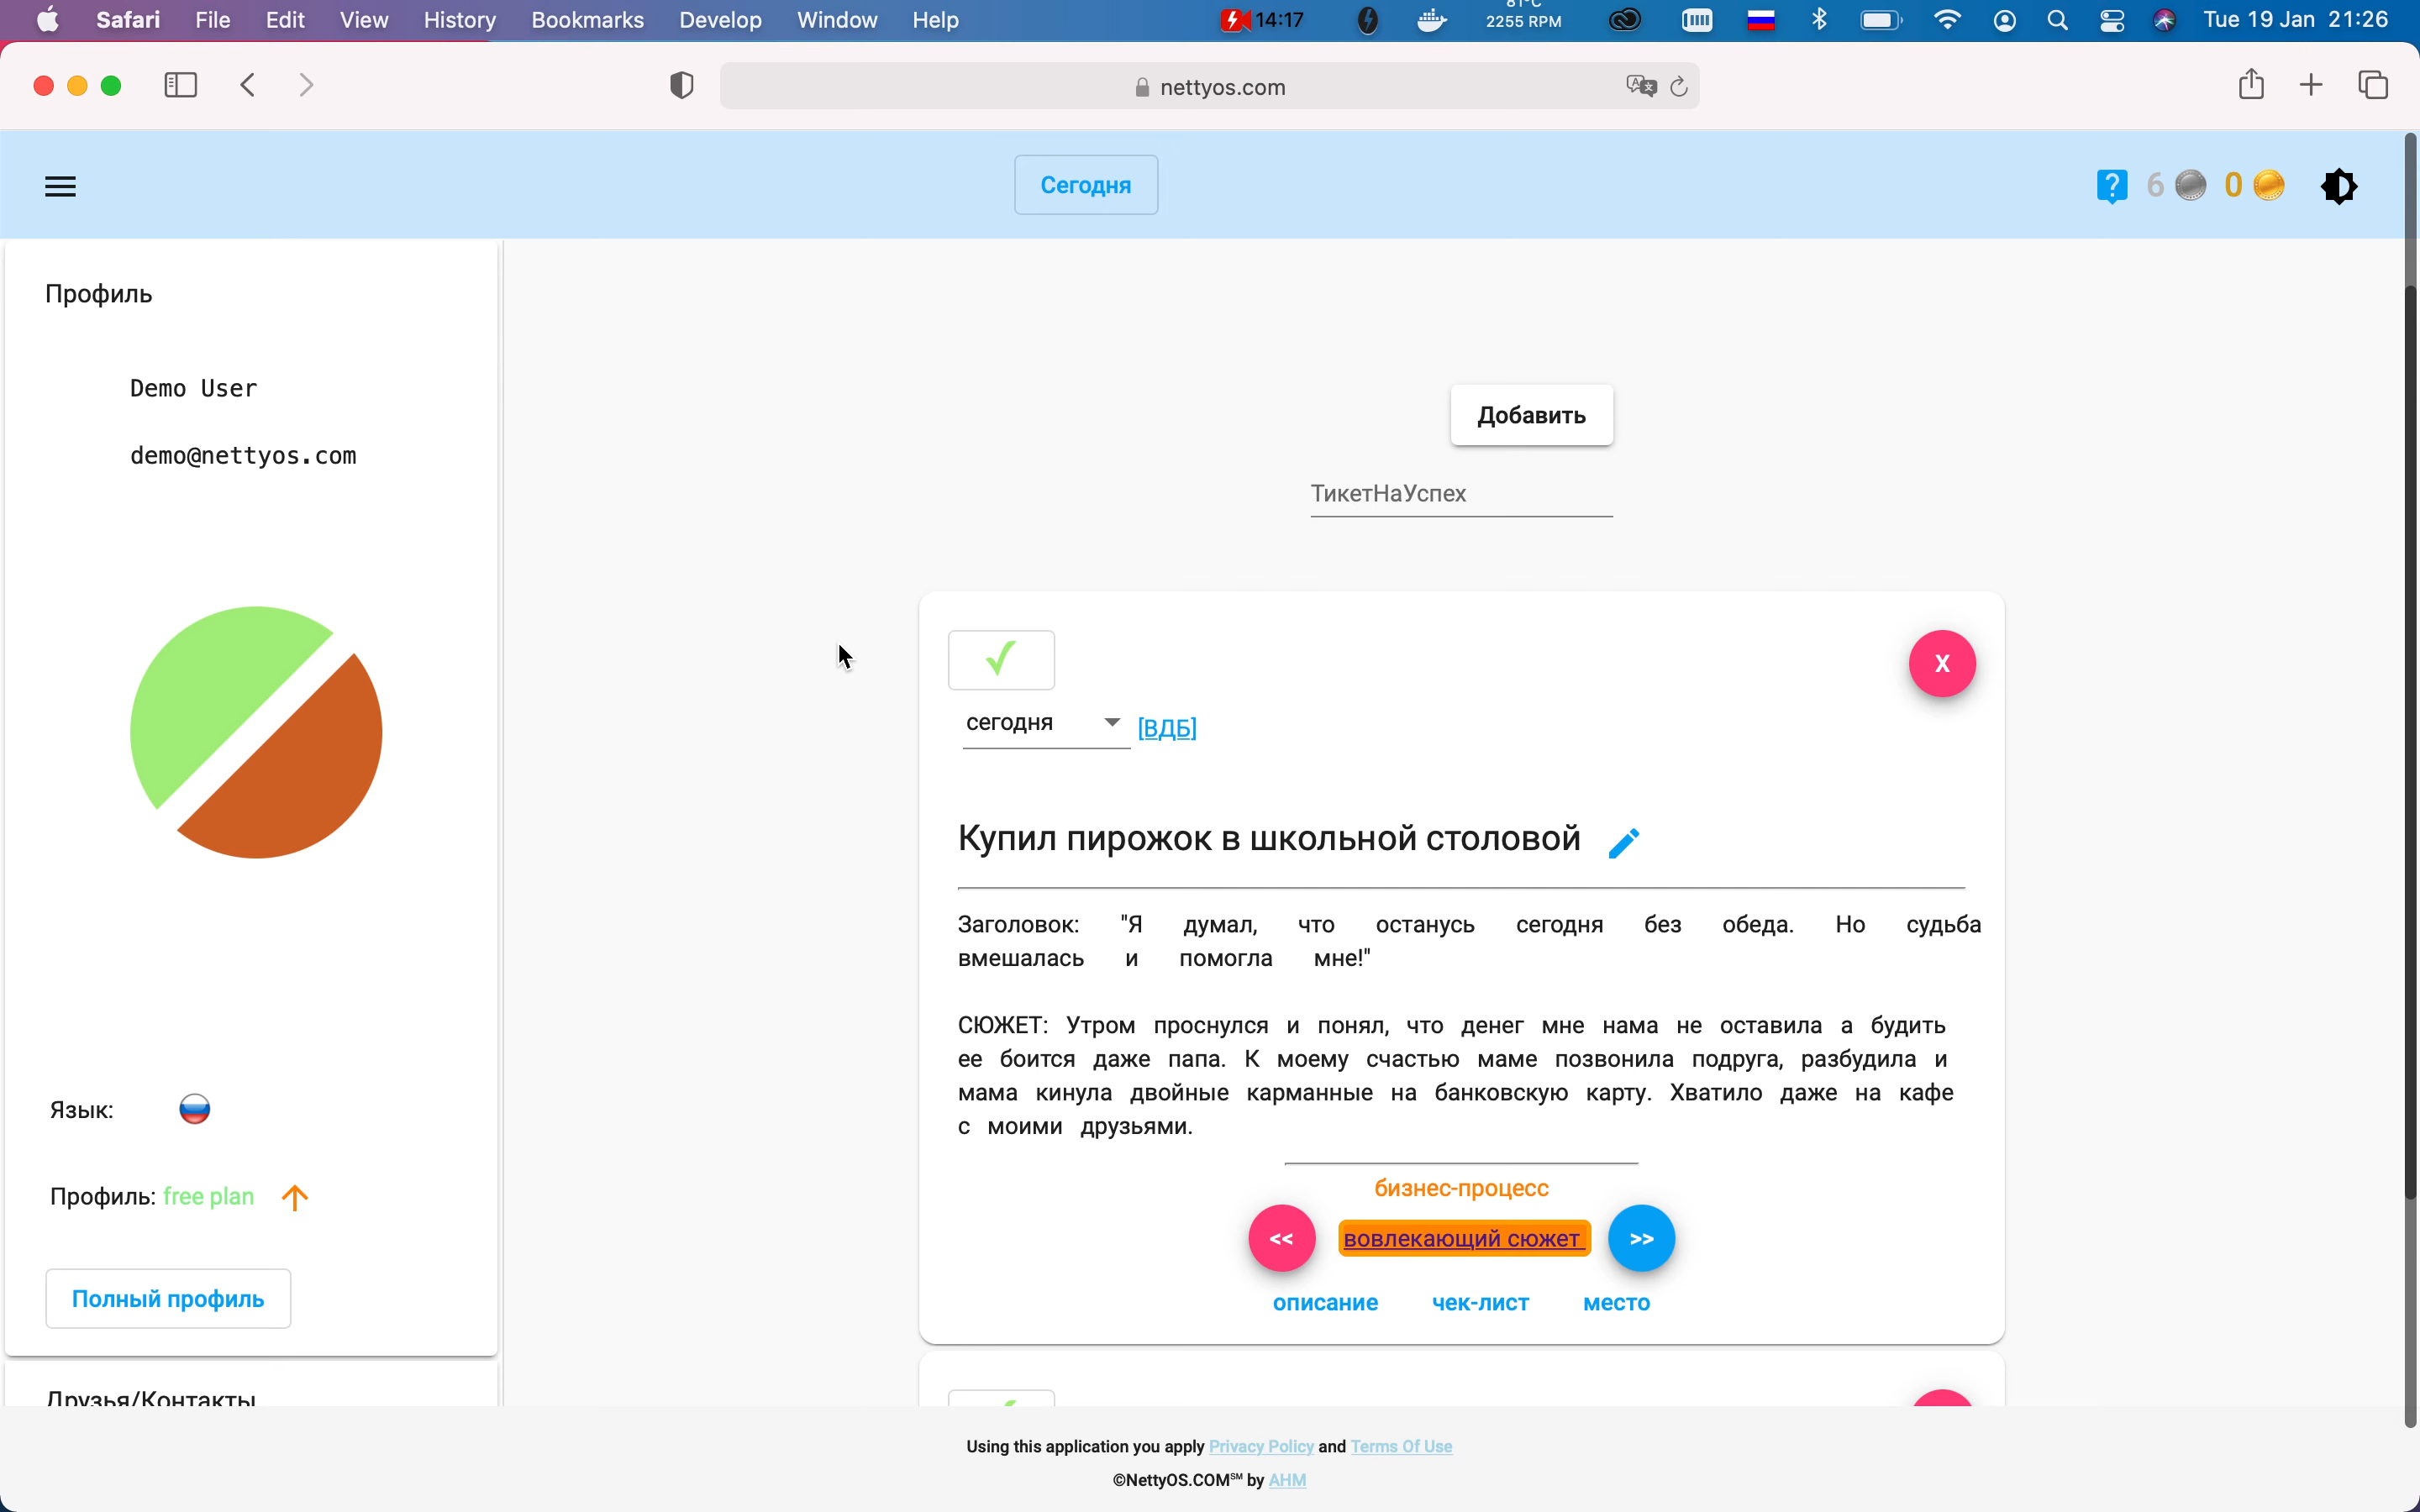 Safari File Edit View History Bookmarks Develop Window Help 14:17 2255 RPM Tue 19 Jan 21:26
nettyos.com
Сегодня
? 6 0
Профиль
Demo User
demo@nettyos.com
Язык:
Профиль: free plan
Полный профиль
Друзья/Контакты
Добавить
ТикетНаУспех
X
сегодня [ВДБ]
Купил пирожок в школьной столовой
Заголовок: "Я думал, что останусь сегодня без обеда. Но судьба
вмешалась и помогла мне!"
СЮЖЕТ: Утром проснулся и понял, что денег мне нама не оставила а будить
ее боится даже папа. К моему счастью маме позвонила подруга, разбудила и
мама кинула двойные карманные на банковскую карту. Хватило даже на кафе
с моими друзьями.
бизнес-процесс
<< вовлекающий сюжет >>
описание чек-лист место
Using this application you apply Privacy Policy and Terms Of Use
©NettyOS.COM℠ by AHM